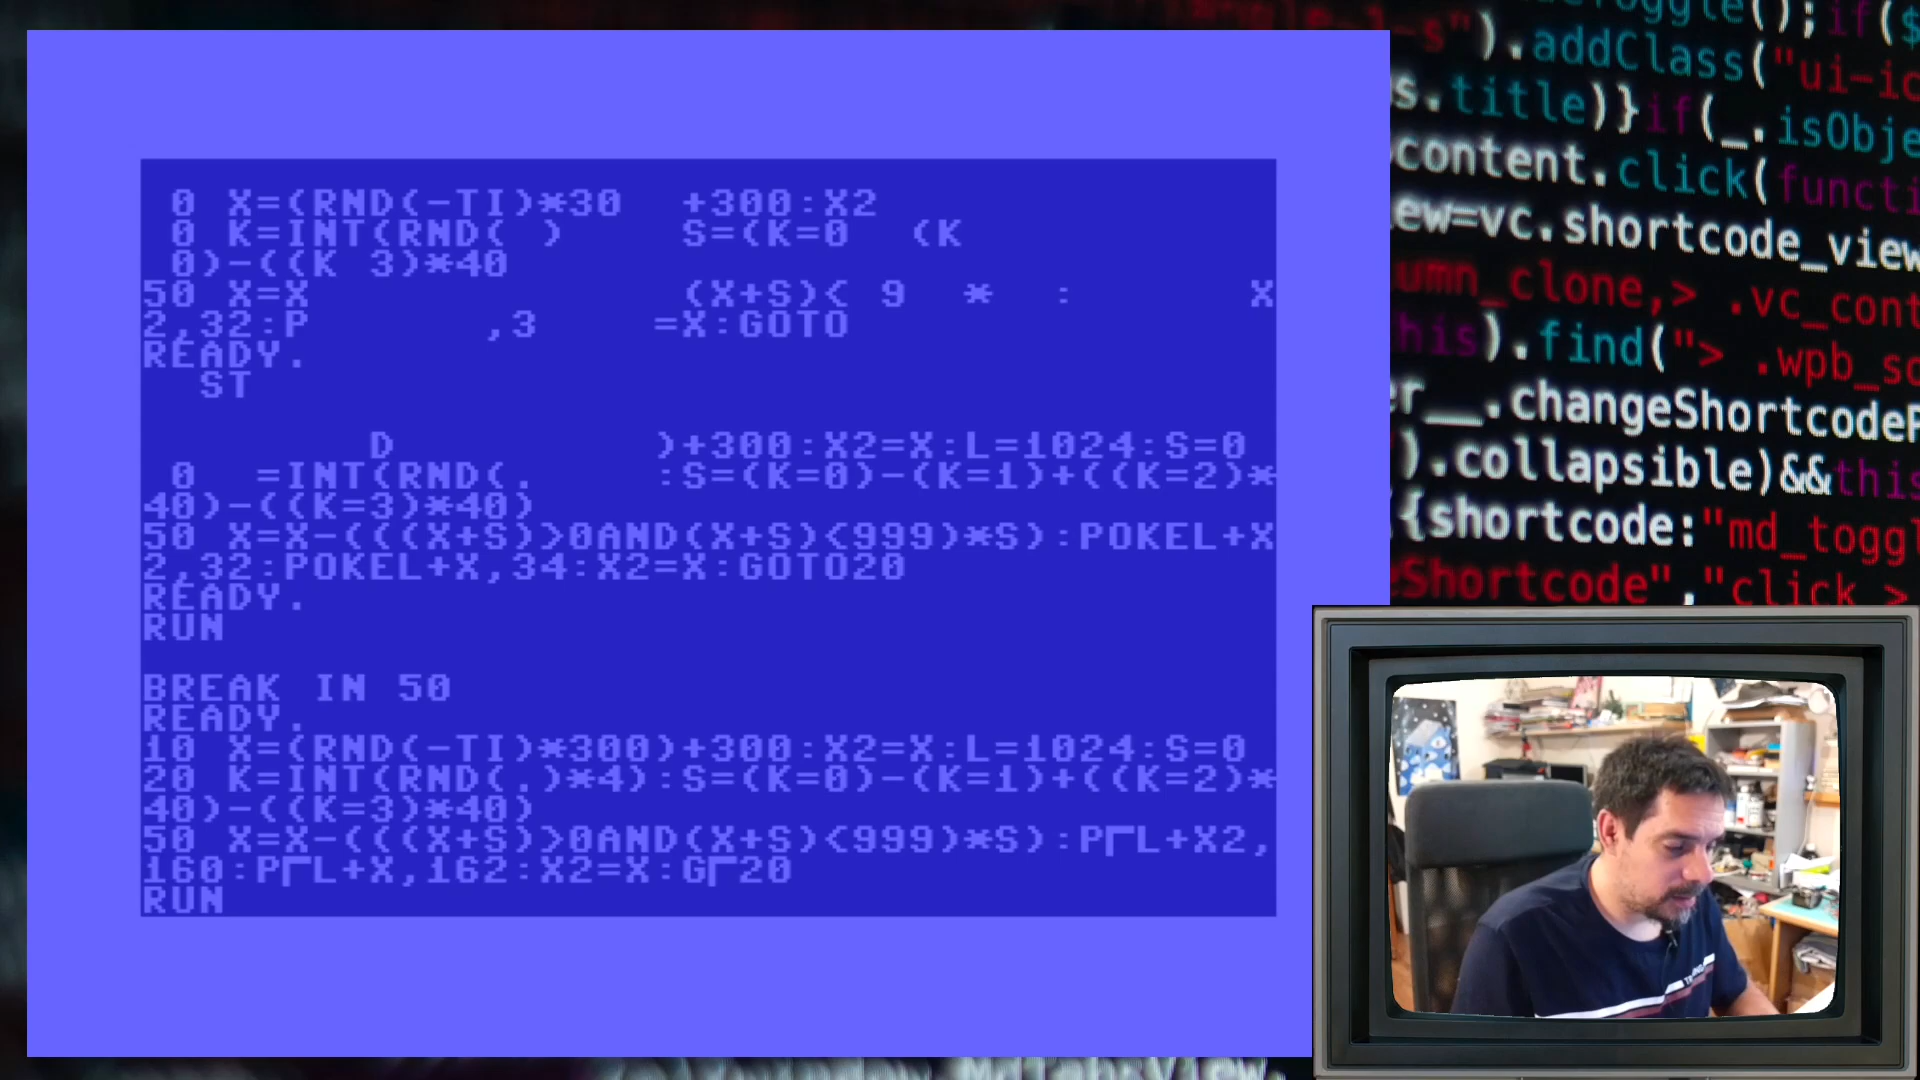 0 X=(RND(-TI)*30   +300:X2
0 K=INT(RND( )     S=(K=0   (K
0)-((K 3)*40
50 X=X                    (X+S)< 9  *  :         X
2,32:P         ,3      =X:GOTO
READY.
ST
D              )+300:X2=X:L=1024:S=0
0  =INT(RND(.      :S=(K=0)-(K=1)+((K=2)*
40)-((K=3)*40)
50 X=X-(((X+S)>0AND(X+S)<999)*S):POKEL+X
2,32:POKEL+X,34:X2=X:GOTO20
READY.
RUN
BREAK IN 50
READY.
10 X=(RND(-TI)*300)+300:X2=X:L=1024:S=0
20 K=INT(RND(.)*4):S=(K=0)-(K=1)+((K=2)*
40)-((K=3)*40)
50 X=X-(((X+S)>0AND(X+S)<999)*S):P┌L+X2,
160:P┌L+X,162:X2=X:G┌20
RUN
Toggle();if($
-s").addClass("ui-ic
s.title)}if(_.isObje
content.click(functi
iew=vc.shortcode_view
umn_clone,> .vc_cont
his).find("> .wpb_sc
er__.changeShortcodeP
).collapsible)&&this
{shortcode:"md_toggl
eShortcode","click >